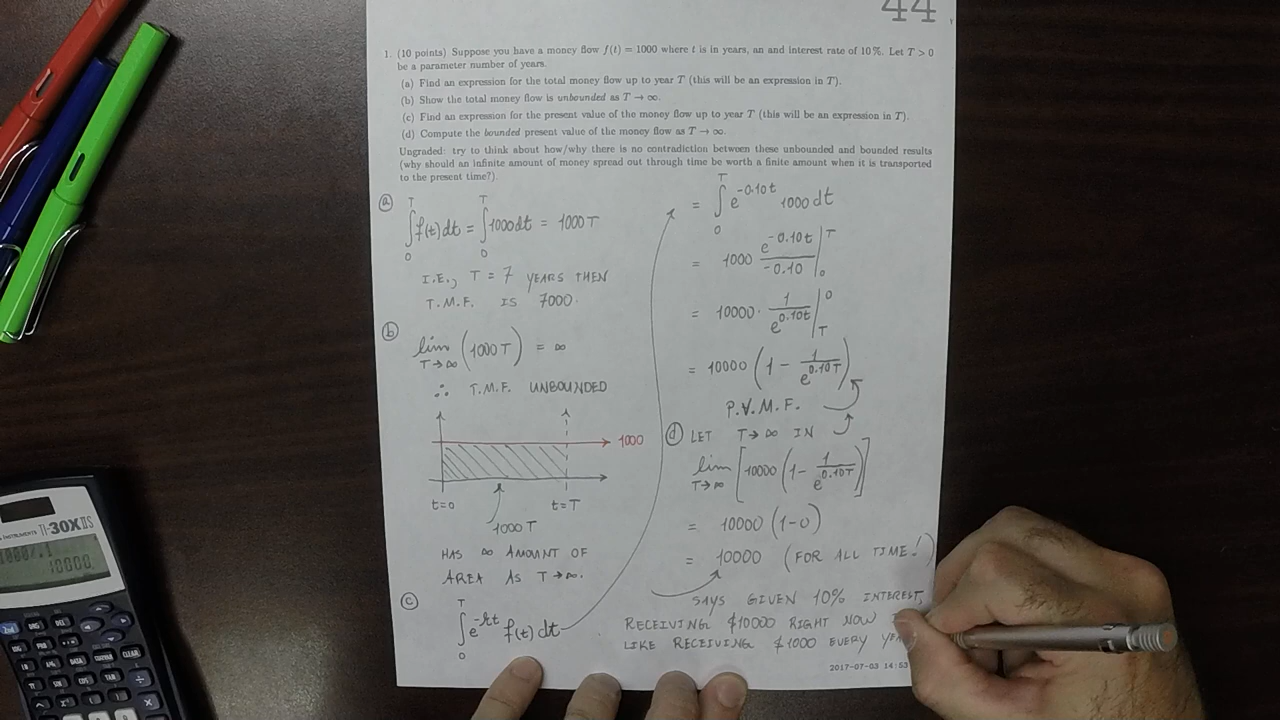 44
1. (10 points) Suppose you have a money flow f(t) = 1000 where t is in years, an and interest rate of 10%. Let T > 0
be a parameter number of years.
(a) Find an expression for the total money flow up to year T (this will be an expression in T).
(b) Show the total money flow is unbounded as T → ∞.
(c) Find an expression for the present value of the money flow up to year T (this will be an expression in T).
(d) Compute the bounded present value of the money flow as T → ∞.
Ungraded: try to think about how/why there is no contradiction between these unbounded and bounded results
(why should an infinite amount of money spread out through time be worth a finite amount when it is transported
to the present time?).
(a) ∫₀ᵀ f(t) dt = ∫₀ᵀ 1000 dt = 1000 T
I.E., T = 7 YEARS THEN
T.M.F. IS 7000.
(b) lim T→∞ (1000 T) = ∞
∴ T.M.F. UNBOUNDED
1000
t=0 t=T
1000 T
HAS ∞ AMOUNT OF
AREA AS T→∞.
(c) ∫₀ᵀ e^{-rt} f(t) dt
= ∫₀ᵀ e^{-0.10t} 1000 dt
= 1000 e^{-0.10t} / -0.10 |₀ᵀ
= 10000 · 1/e^{0.10t} |_T^0
= 10000 (1 - 1/e^{0.10T})
P.V.M.F.
(d) LET T→∞ IN
lim T→∞ [10000 (1 - 1/e^{0.10T})]
= 10000 (1-0)
= 10000 (FOR ALL TIME!)
SAYS GIVEN 10% INTEREST,
RECEIVING $10000 RIGHT NOW
LIKE RECEIVING $1000 EVERY
2017-07-03 14:53
TI-30X IIS
1000/.1
10000.